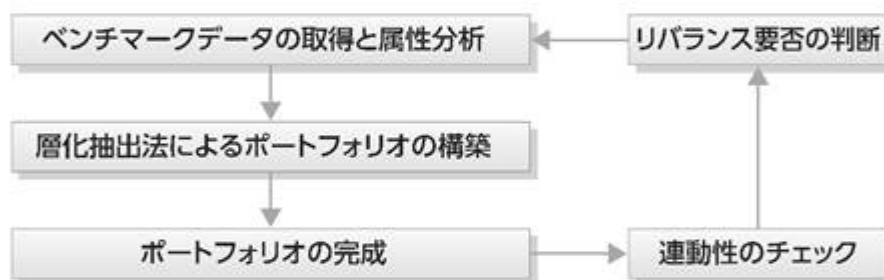 ベンチマークデータの取得と属性分析
リバランス要否の判断
層化抽出法によるポートフォリオの構築
ポートフォリオの完成
連動性のチェック